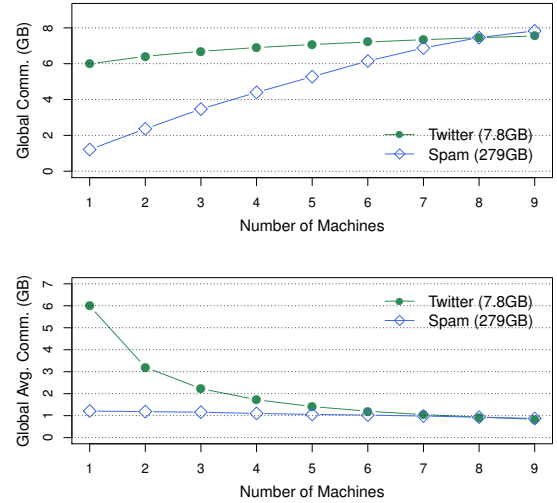 Global Comm. (GB)
8
6
4
2
0
Twitter (7.8GB)
Spam (279GB)
1 2 3 4 5 6 7 8 9
Number of Machines
Global Avg. Comm. (GB)
7
6
5
4
3
2
1
0
Twitter (7.8GB)
Spam (279GB)
1 2 3 4 5 6 7 8 9
Number of Machines